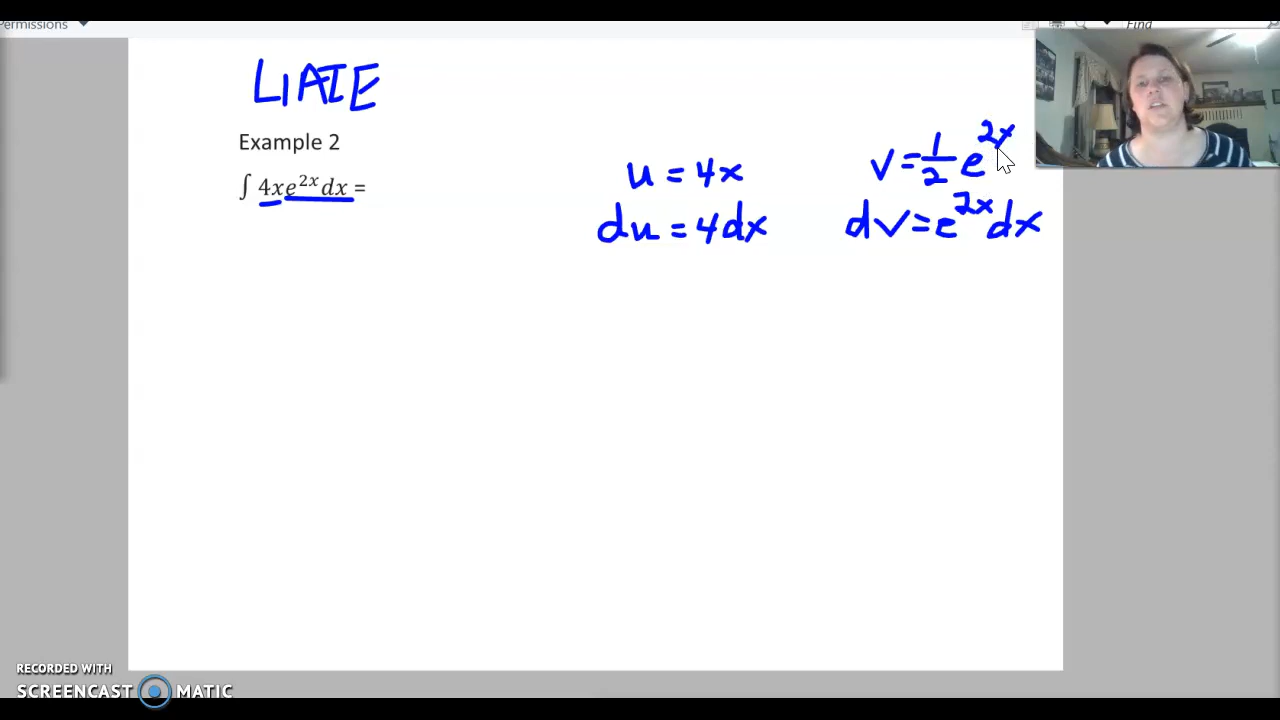 Permissions
Find
LIATE
Example 2
∫ 4xe^{2x}dx =
u = 4x
v = 1/2 e^{2x}
du = 4dx
dv = e^{2x}dx
RECORDED WITH
SCREENCAST MATIC